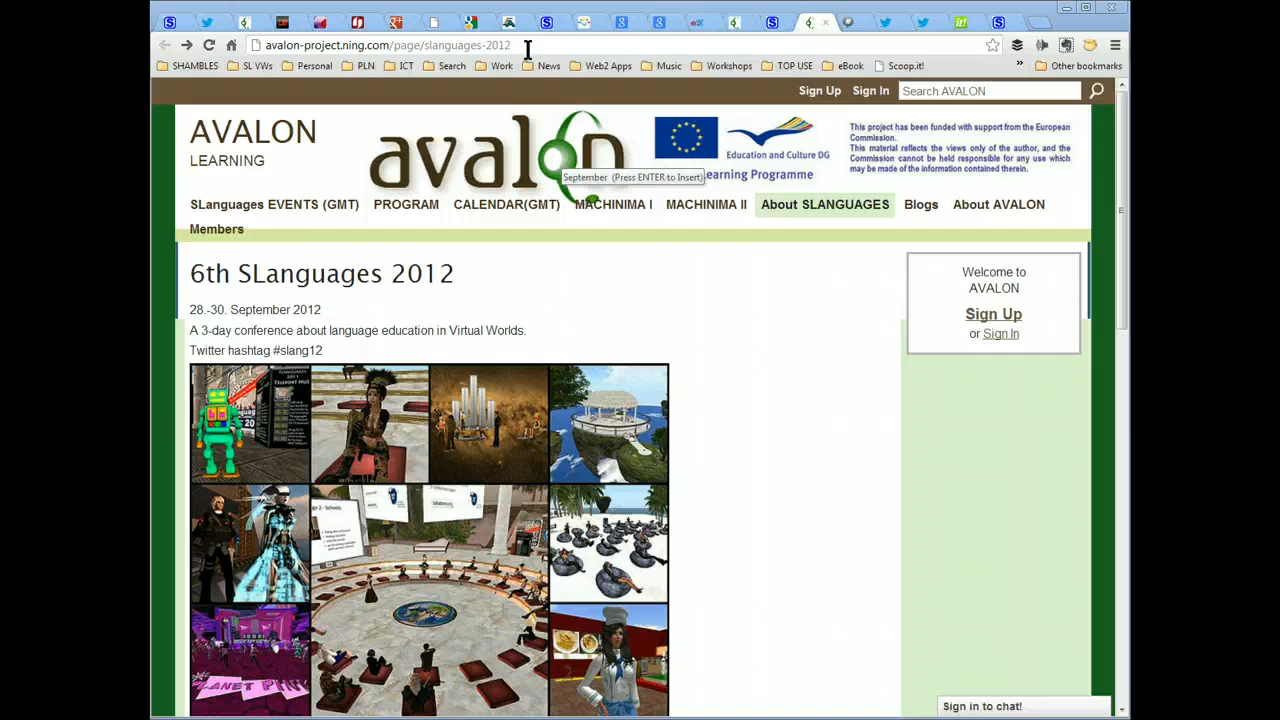 avalon-project.ning.com/page/slanguages-2012
SHAMBLES SL VWs Personal PLN ICT Search Work News Web2 Apps Music Workshops TOP USE eBook Scoop.it! » Other bookmarks
Sign Up Sign In Search AVALON
AVALON
LEARNING
avalon
Education and Culture DG
Learning Programme
This project has been funded with support from the European
Commission.
This material reflects the views only of the author, and the
Commission cannot be held responsible for any use which
may be made of the information contained therein.
September (Press ENTER to Insert)
SLanguages EVENTS (GMT) PROGRAM CALENDAR(GMT) MACHINIMA I MACHINIMA II About SLANGUAGES Blogs About AVALON
Members
6th SLanguages 2012
28.-30. September 2012
A 3-day conference about language education in Virtual Worlds.
Twitter hashtag #slang12
Welcome to
AVALON
Sign Up
or Sign In
PLANET
Sign in to chat!